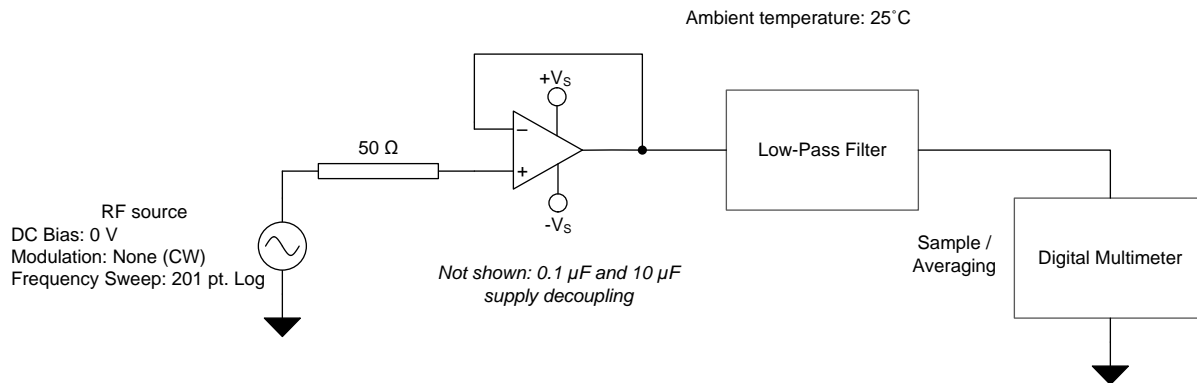 Ambient temperature: 25˚C
+VS
50 Ω
−
+
Low-Pass Filter
RF source
DC Bias: 0 V
Modulation: None (CW)
Frequency Sweep: 201 pt. Log
-VS
Not shown: 0.1 µF and 10 µF
supply decoupling
Sample /
Averaging
Digital Multimeter